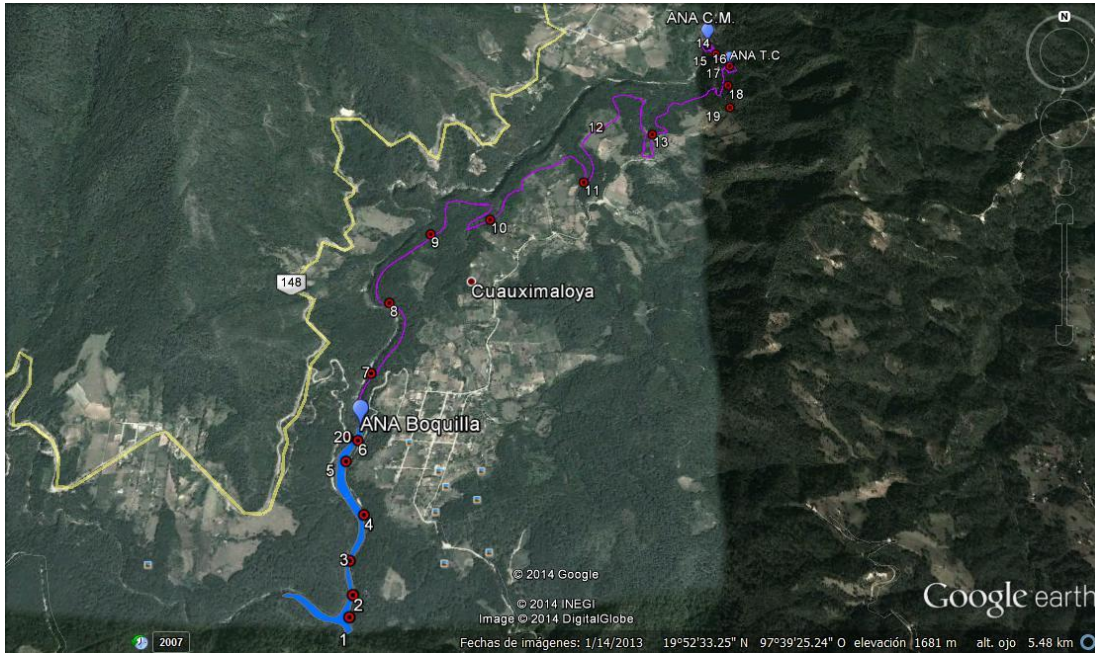 N
ANA C.M.
14
15
16
ANA T.C
17
18
19
12
13
11
10
9
148
Cuauximaloya
8
7
ANA Boquilla
20
6
5
4
3
© 2014 Google
2
© 2014 INEGI
Image © 2014 DigitalGlobe
Google earth
1
2007
Fechas de imágenes: 1/14/2013 19°52'33.25" N 97°39'25.24" O elevación 1681 m alt. ojo 5.48 km